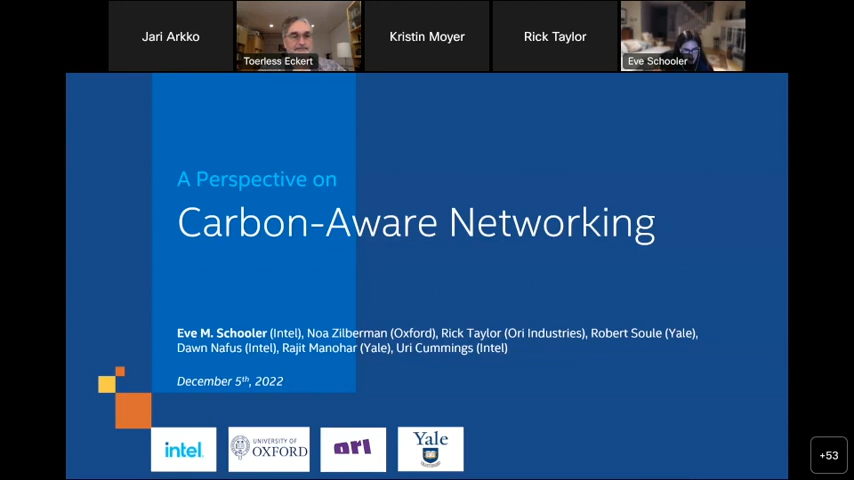 Jari Arkko
Toerless Eckert
Kristin Moyer
Rick Taylor
Eve Schooler
A Perspective on
Carbon-Aware Networking
Eve M. Schooler (Intel), Noa Zilberman (Oxford), Rick Taylor (Ori Industries), Robert Soule (Yale),
Dawn Nafus (Intel), Rajit Manohar (Yale), Uri Cummings (Intel)
December 5th, 2022
intel.
UNIVERSITY OF
OXFORD
ori
Yale
+53